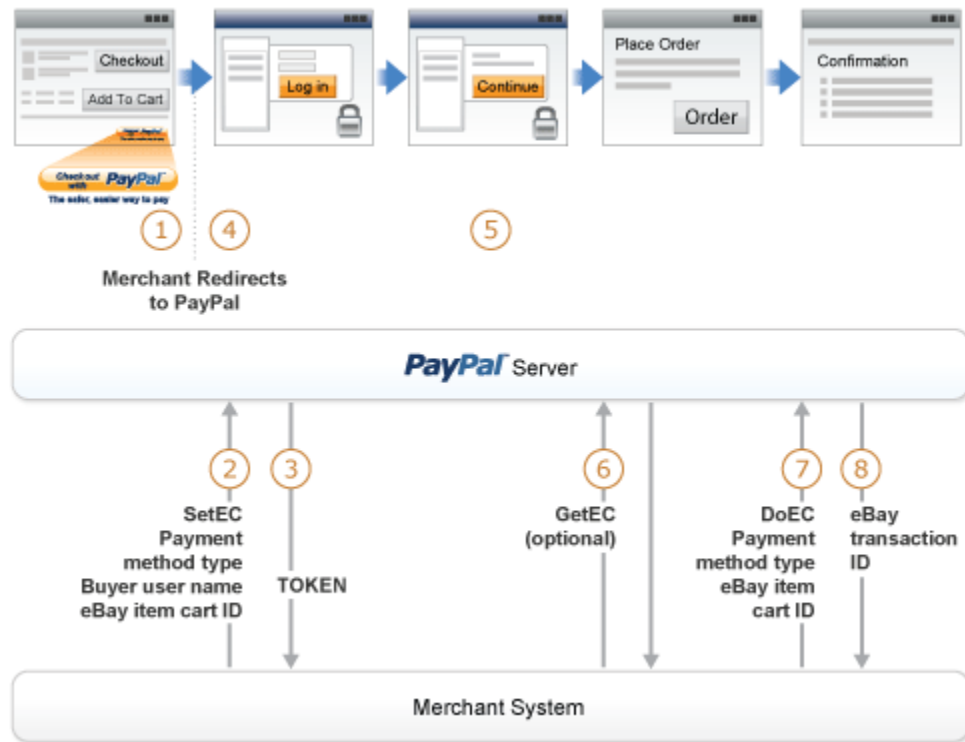 Checkout
Add To Cart
Log in
Continue
Place Order
Order
Confirmation
Checkout
with
PayPal
The safer, easier way to pay
1
4
5
Merchant Redirects
to PayPal
PayPal Server
2
3
6
7
8
SetEC
Payment
method type
Buyer user name
eBay item cart ID
TOKEN
GetEC
(optional)
DoEC
Payment
method type
eBay item
cart ID
eBay
transaction
ID
Merchant System